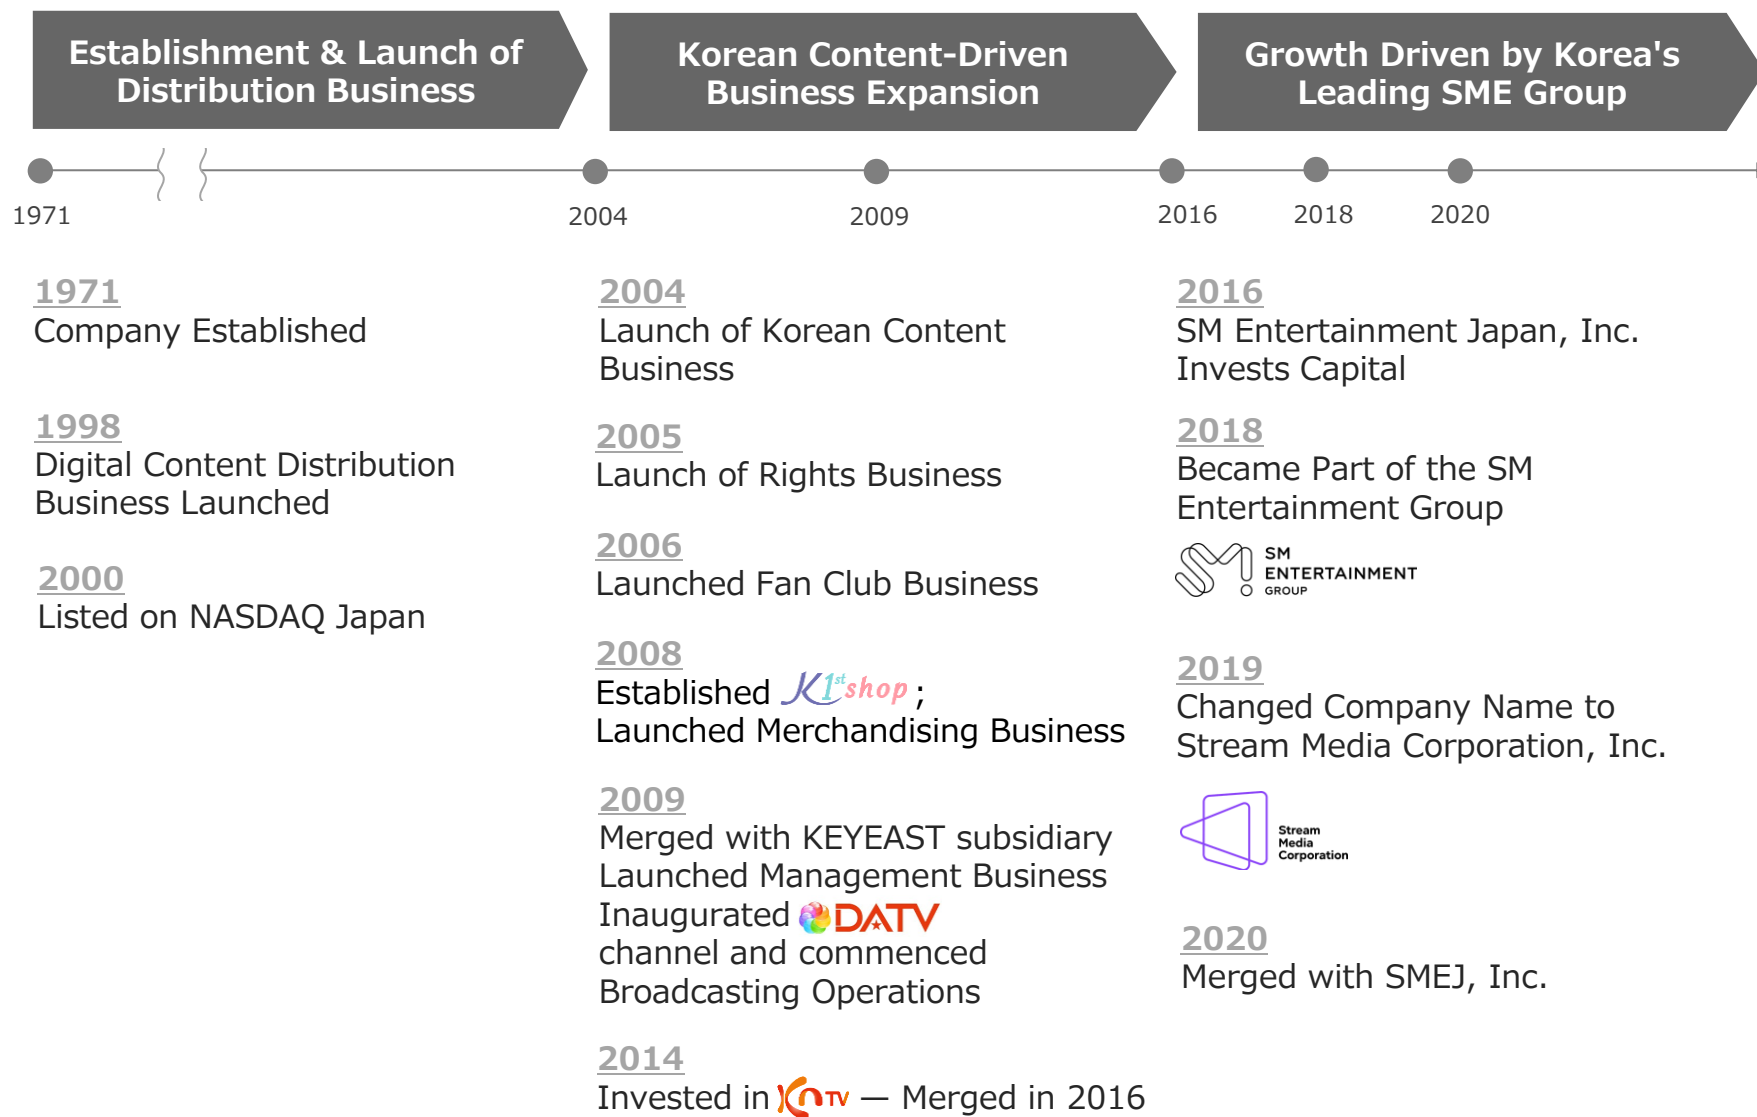 Establishment & Launch of
Distribution Business
Korean Content-Driven
Business Expansion
Growth Driven by Korea's
Leading SME Group
1971
2004
2009
2016
2018
2020
1971
Company Established
1998
Digital Content Distribution
Business Launched
2000
Listed on NASDAQ Japan
2004
Launch of Korean Content
Business
2005
Launch of Rights Business
2006
Launched Fan Club Business
2008
Established K1st shop ;
Launched Merchandising Business
2009
Merged with KEYEAST subsidiary
Launched Management Business
Inaugurated DATV
channel and commenced
Broadcasting Operations
2014
Invested in KnTV — Merged in 2016
2016
SM Entertainment Japan, Inc.
Invests Capital
2018
Became Part of the SM
Entertainment Group
SM
ENTERTAINMENT
GROUP
2019
Changed Company Name to
Stream Media Corporation, Inc.
Stream
Media
Corporation
2020
Merged with SMEJ, Inc.